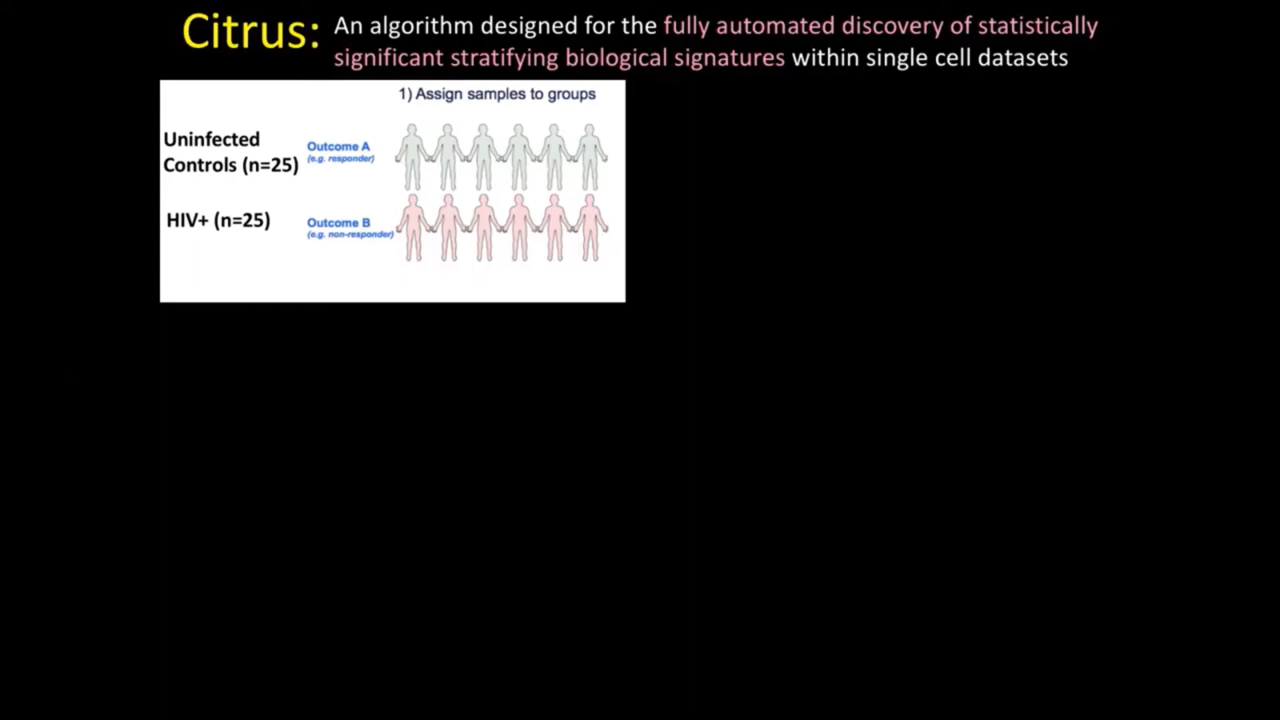 Citrus: An algorithm designed for the fully automated discovery of statistically
significant stratifying biological signatures within single cell datasets
1) Assign samples to groups
Uninfected
Controls (n=25)
Outcome A
(e.g. responder)
HIV+ (n=25)
Outcome B
(e.g. non-responder)